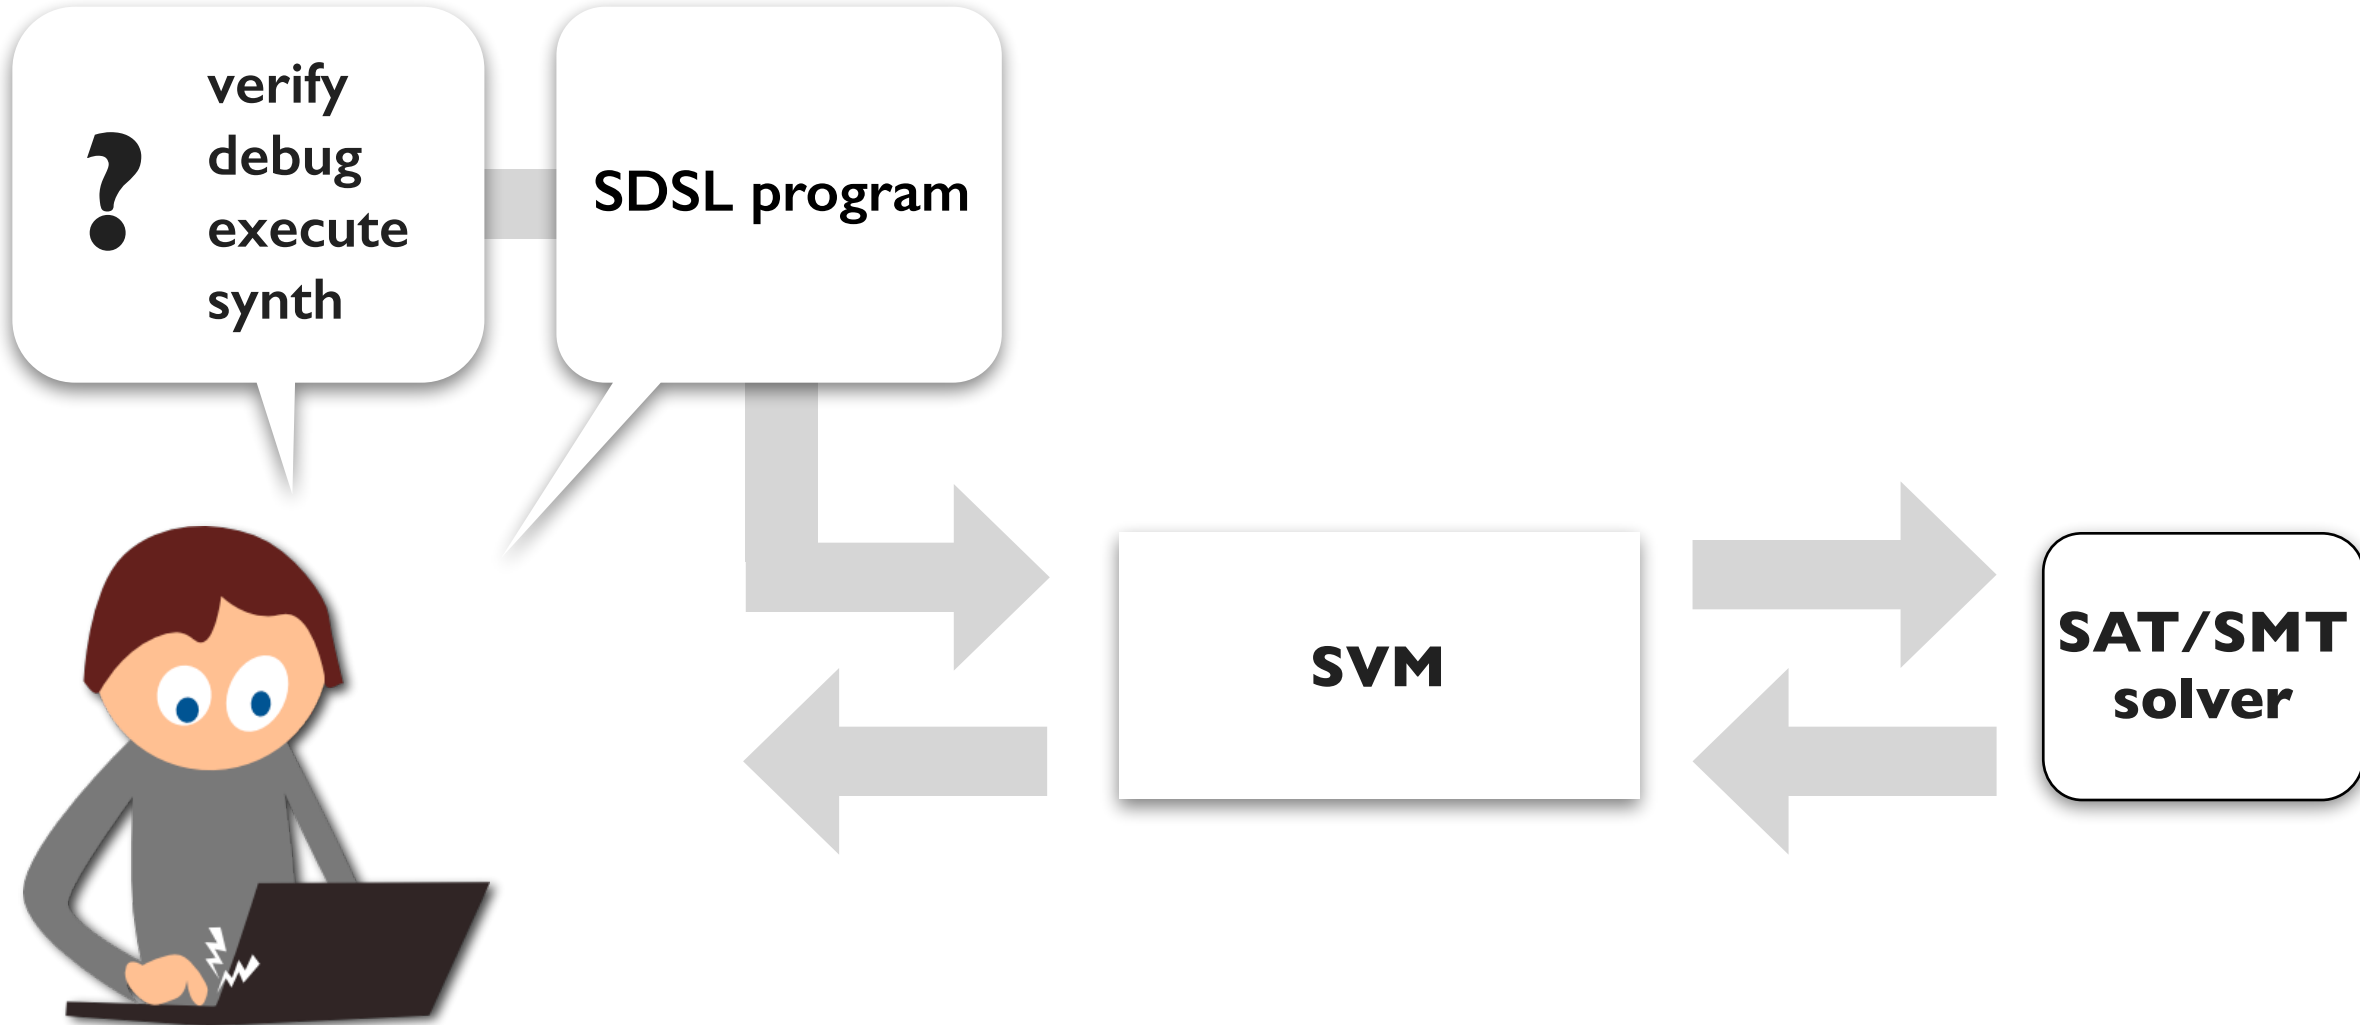 ?
verify
debug
execute
synth
SDSL program
SVM
SAT/SMT
solver